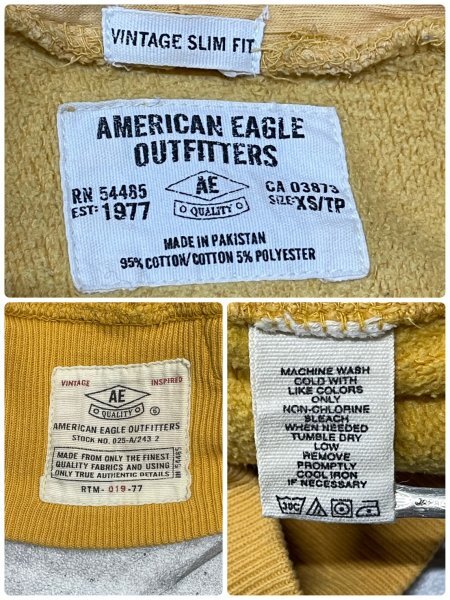 VINTAGE SLIM FIT
AMERICAN EAGLE
OUTFITTERS
RN 54485
EST: 1977
AE
QUALITY
CA 03873
SIZE: XS/TP
MADE IN PAKISTAN
95% COTTON/COTTON 5% POLYESTER
VINTAGE INSPIRED
AE
QUALITY
AMERICAN EAGLE OUTFITTERS
STOCK NO. 025-A/243 2
MADE FROM ONLY THE FINEST
QUALITY FABRICS AND USING
ONLY TRUE AUTHENTIC DETAILS
RN 54485
RTM-019-77
MACHINE WASH
COLD WITH
LIKE COLORS
ONLY
NON-CHLORINE
BLEACH
WHEN NEEDED
TUMBLE DRY
LOW
REMOVE
PROMPTLY
COOL IRON
IF NECESSARY